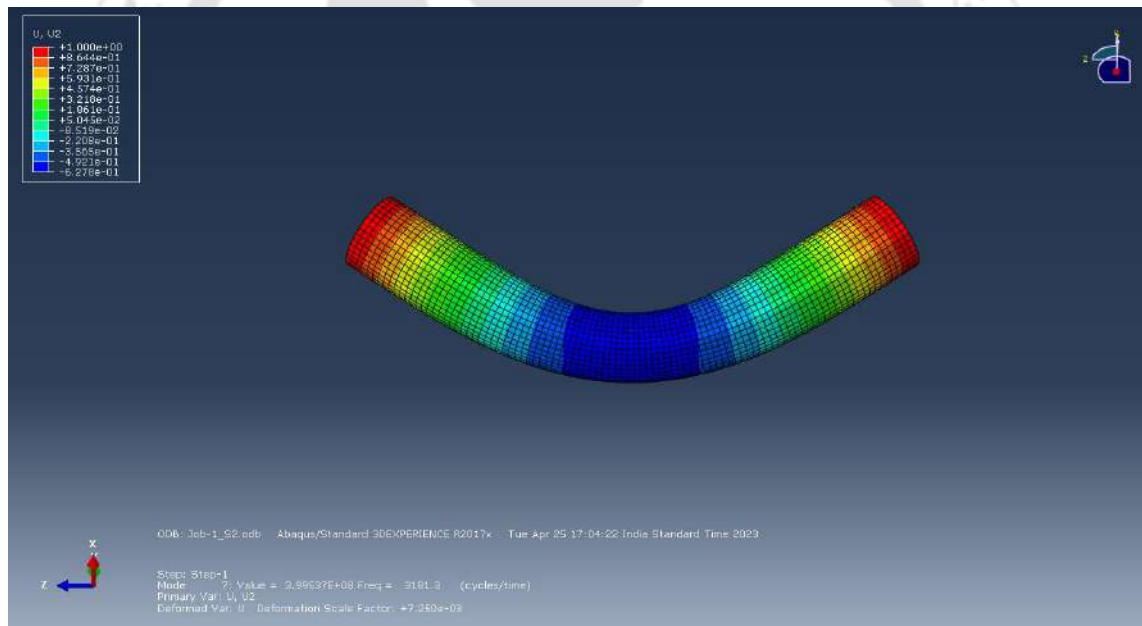 U, U2
+1.000e+00
+8.644e-01
+7.287e-01
+5.931e-01
+4.574e-01
+3.218e-01
+1.861e-01
+5.045e-02
-8.519e-02
-2.208e-01
-3.565e-01
-4.921e-01
-6.278e-01
Y
Z
ODB: Job-1_S2.odb Abaqus/Standard 3DEXPERIENCE R2017x Tue Apr 25 17:04:22 India Standard Time 2023
X
Z
Step: Step-1
Mode 7: Value = 3.99537E+08 Freq = 3181.3 (cycles/time)
Primary Var: U, U2
Deformed Var: U Deformation Scale Factor: +7.260e-03